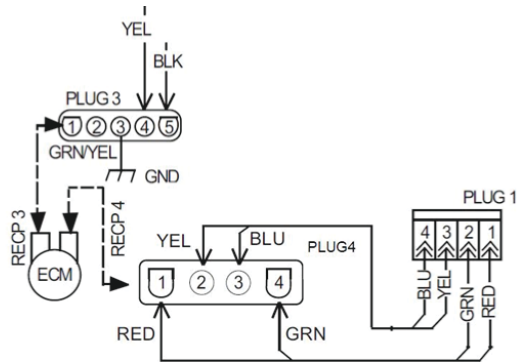 YEL
BLK
PLUG 3
1 2 3 4 5
GRN/YEL
GND
RECP 3
RECP 4
ECM
PLUG 1
4 3 2 1
BLU
YEL
GRN
RED
YEL
BLU
PLUG4
1 2 3 4
RED
GRN